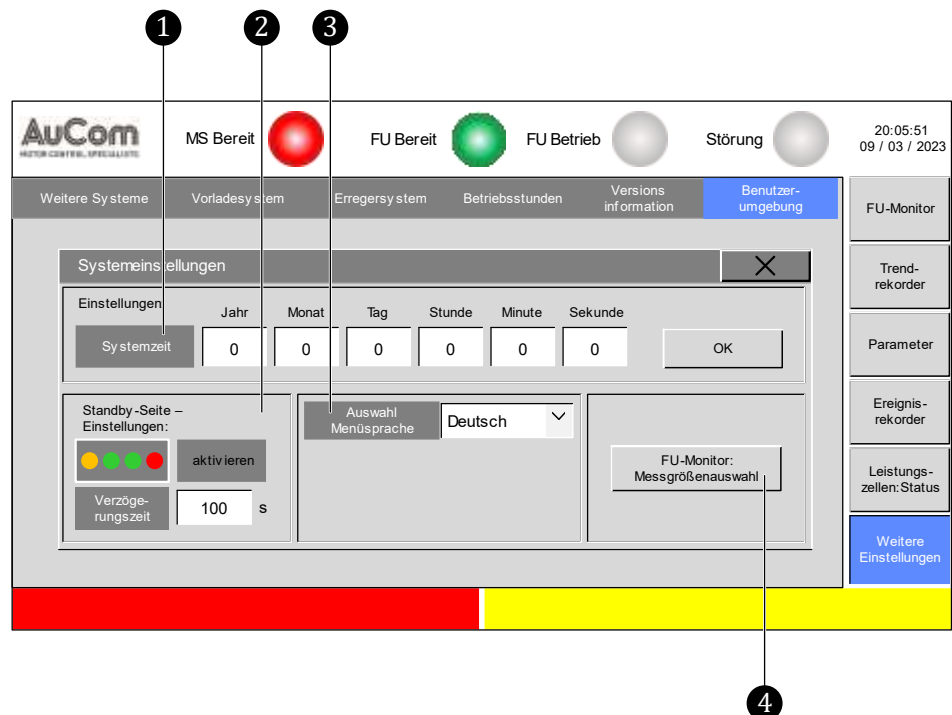 1 2 3
AuCom
MOTOR CONTROL SPECIALISTS
MS Bereit FU Bereit FU Betrieb Störung
20:05:51
09 / 03 / 2023
Weitere Systeme Vorladesystem Erregersystem Betriebsstunden
Versions
information
Benutzer-
umgebung
FU-Monitor
Systemeinstellungen
Trend-
rekorder
Einstellungen
Jahr Monat Tag Stunde Minute Sekunde
Systemzeit 0 0 0 0 0 0 OK
Parameter
Standby-Seite –
Einstellungen:
aktivieren
Verzöge-
rungszeit
100 s
Auswahl
Menüsprache
Deutsch
FU-Monitor:
Messgrößenauswahl
Ereignis-
rekorder
Leistungs-
zellen:Status
Weitere
Einstellungen
4